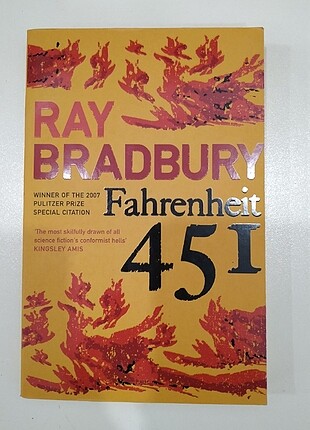 RAY
BRADBURY
WINNER OF THE 2007
PULITZER PRIZE
SPECIAL CITATION
Fahrenheit
451
'The most skilfully drawn of all
science fiction's conformist hells'
KINGSLEY AMIS